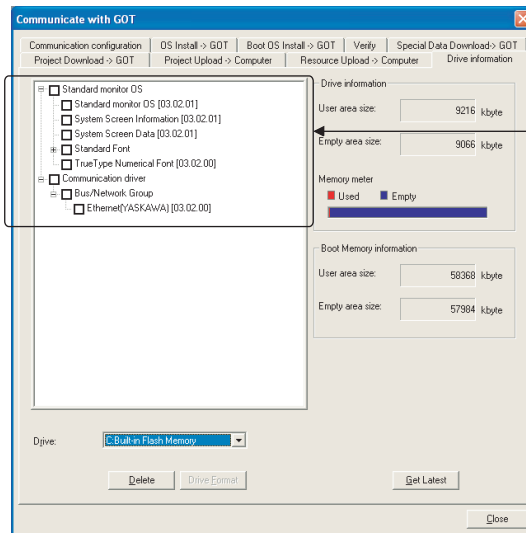 Communicate with GOT
Communication configuration OS Install -> GOT Boot OS Install -> GOT Verify Special Data Download-> GOT
Project Download -> GOT Project Upload -> Computer Resource Upload -> Computer Drive information
Standard monitor OS
Standard monitor OS [03.02.01]
System Screen Information [03.02.01]
System Screen Data [03.02.01]
Standard Font
TrueType Numerical Font [03.02.00]
Communication driver
Bus/Network Group
Ethernet(YASKAWA) [03.02.00]
Drive information
User area size: 9216 kbyte
Empty area size: 9066 kbyte
Memory meter
Used Empty
Boot Memory information
User area size: 58368 kbyte
Empty area size: 57984 kbyte
Drive: C:Built-in Flash Memory
Delete Drive Format Get Latest
Close